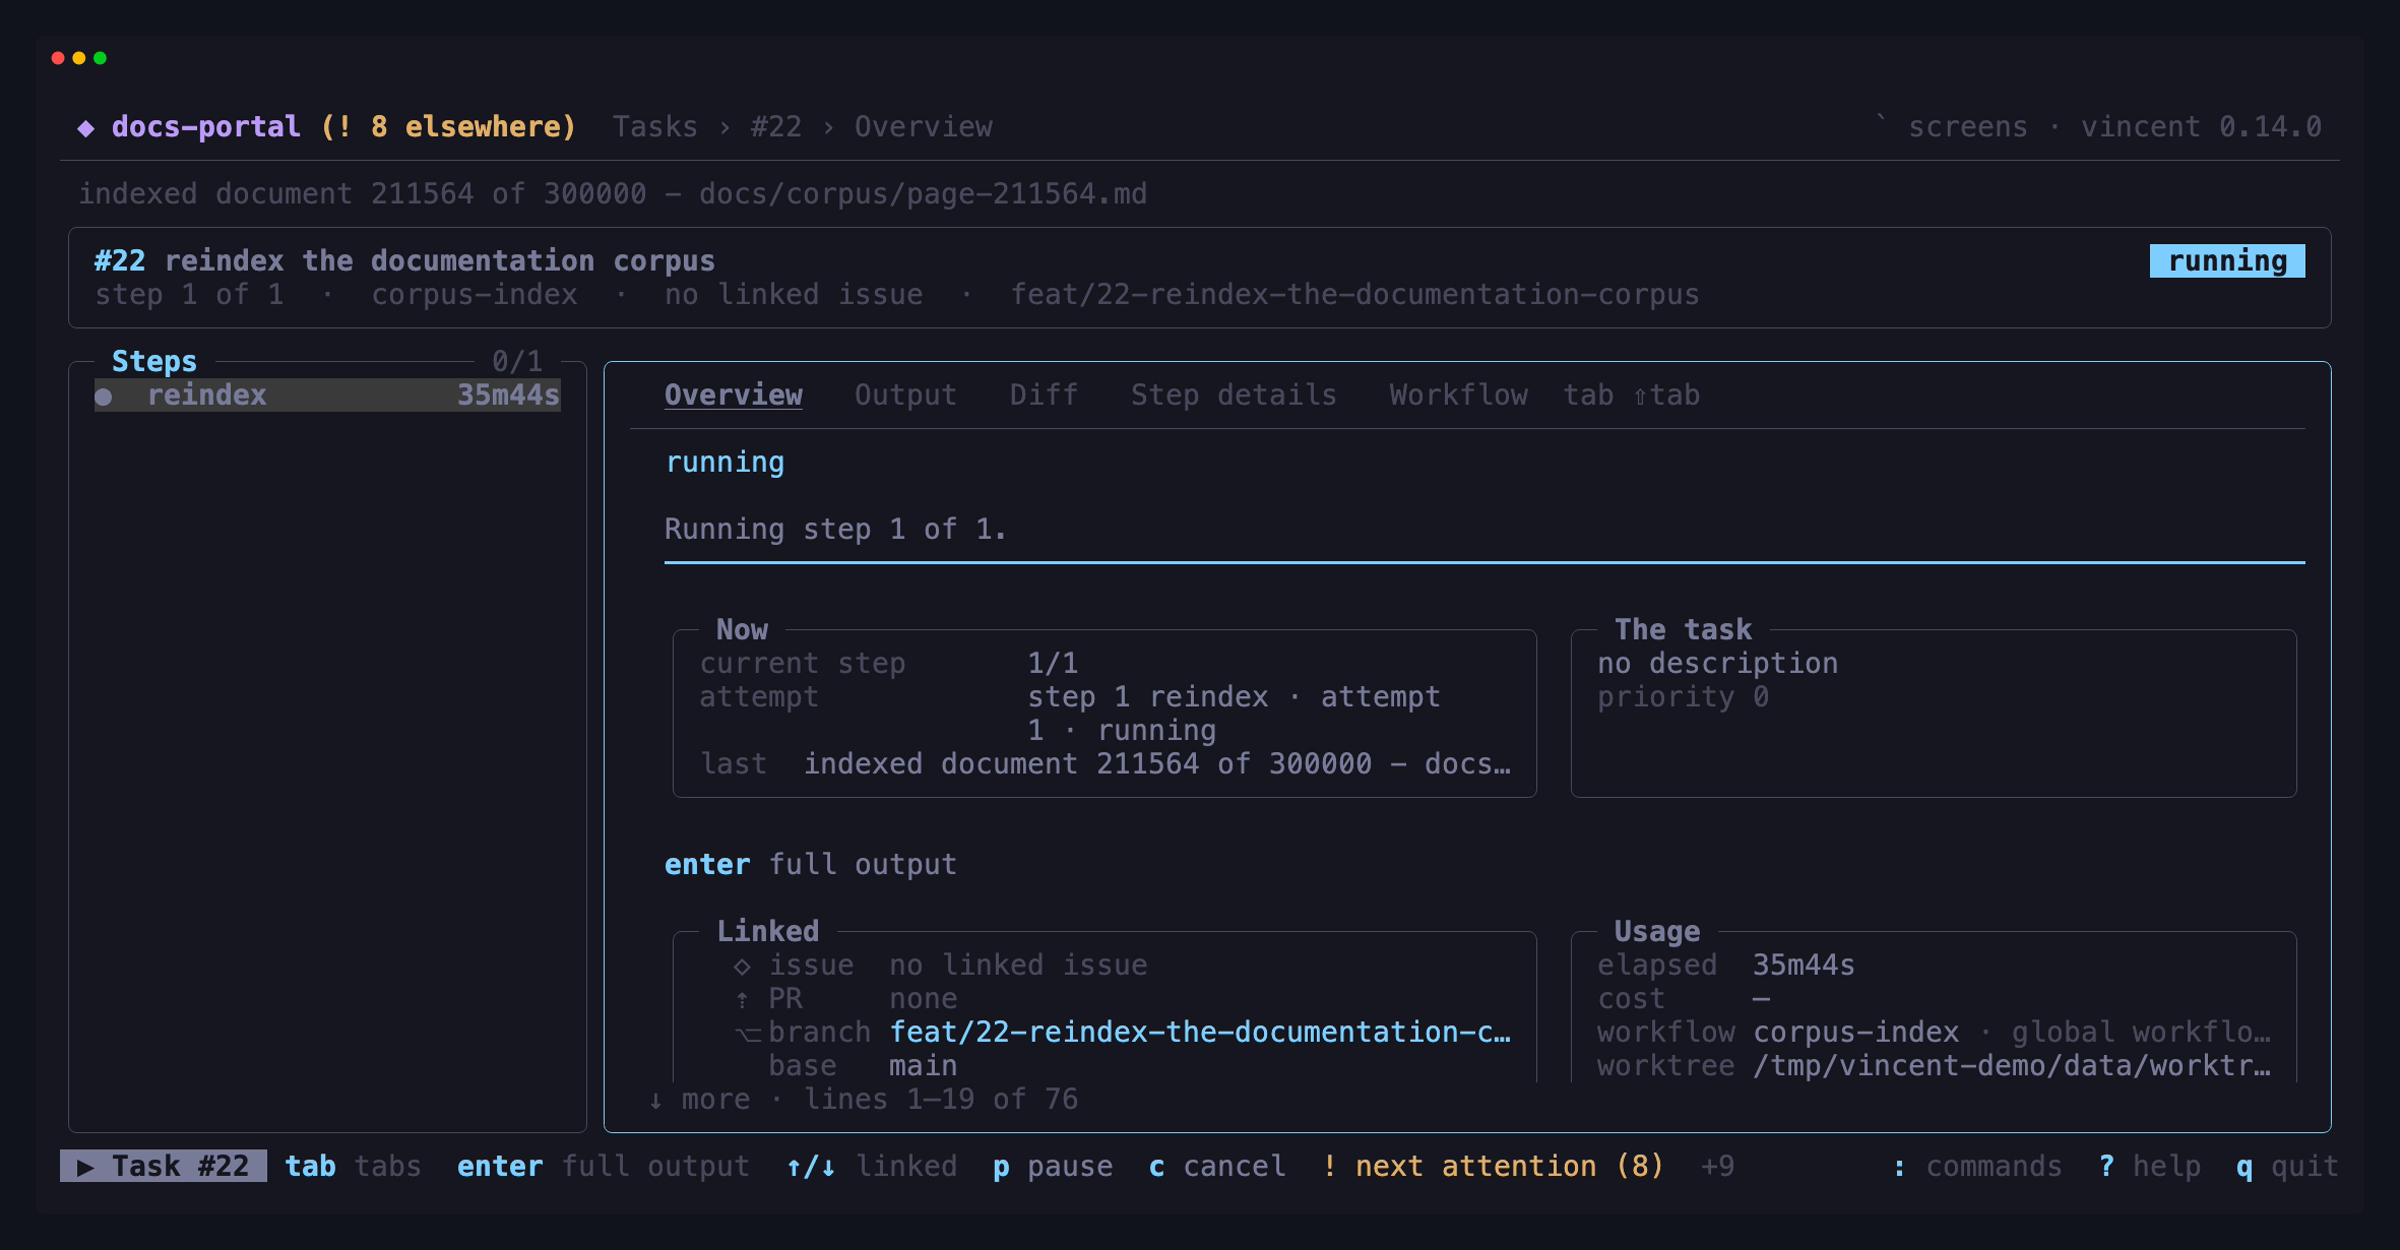 ◆ docs-portal (! 8 elsewhere) Tasks › #22 › Overview ` screens · vincent 0.14.0
indexed document 211564 of 300000 — docs/corpus/page-211564.md
#22 reindex the documentation corpus running
step 1 of 1 · corpus-index · no linked issue · feat/22-reindex-the-documentation-corpus
Steps 0/1
● reindex 35m44s
Overview Output Diff Step details Workflow tab ⇧tab
running
Running step 1 of 1.
Now
current step 1/1
attempt step 1 reindex · attempt
1 · running
last indexed document 211564 of 300000 — docs…
The task
no description
priority 0
enter full output
Linked
◇ issue no linked issue
⇡ PR none
⌥ branch feat/22-reindex-the-documentation-c…
base main
Usage
elapsed 35m44s
cost —
workflow corpus-index · global workflo…
worktree /tmp/vincent-demo/data/worktr…
↓ more · lines 1–19 of 76
▶ Task #22 tab tabs enter full output ↑/↓ linked p pause c cancel ! next attention (8) +9 : commands ? help q quit